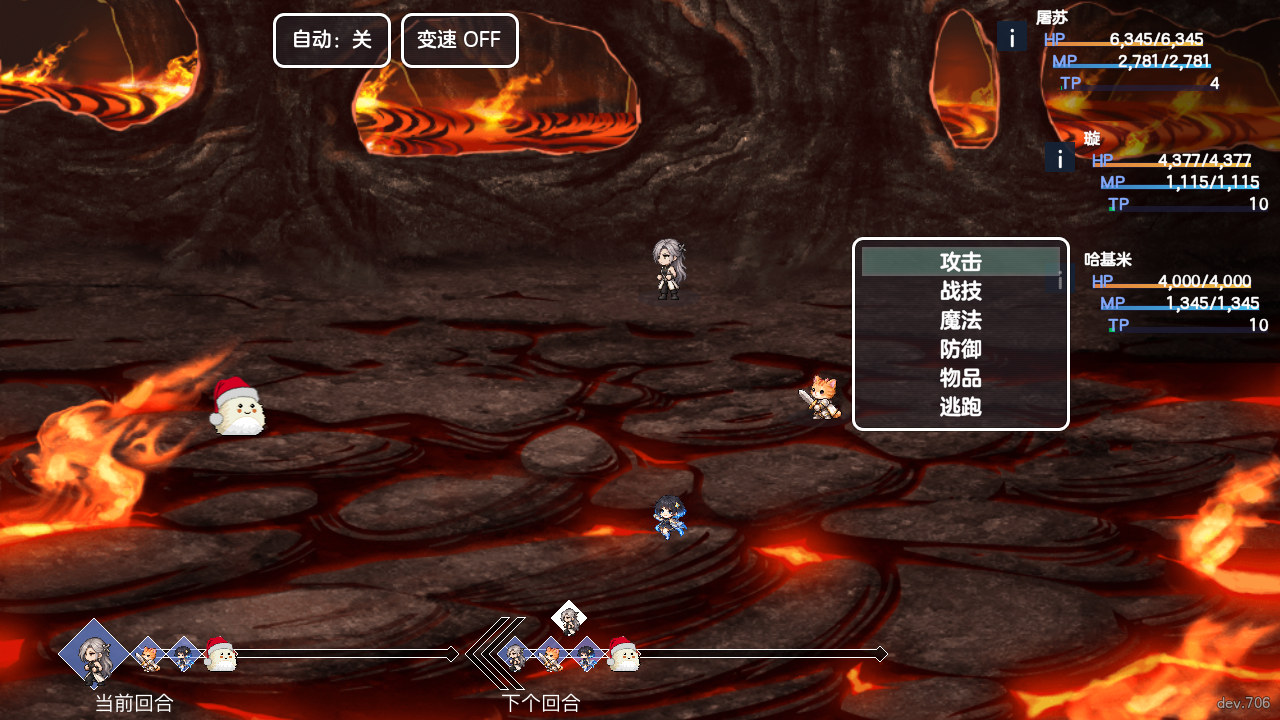 自动：关
变速 OFF
屠苏
HP 6,345/6,345
MP 2,781/2,781
TP 4
璇
HP 4,377/4,377
MP 1,115/1,115
TP 10
哈基米
HP 4,000/4,000
MP 1,345/1,345
TP 10
攻击
战技
魔法
防御
物品
逃跑
当前回合
下个回合
dev.706